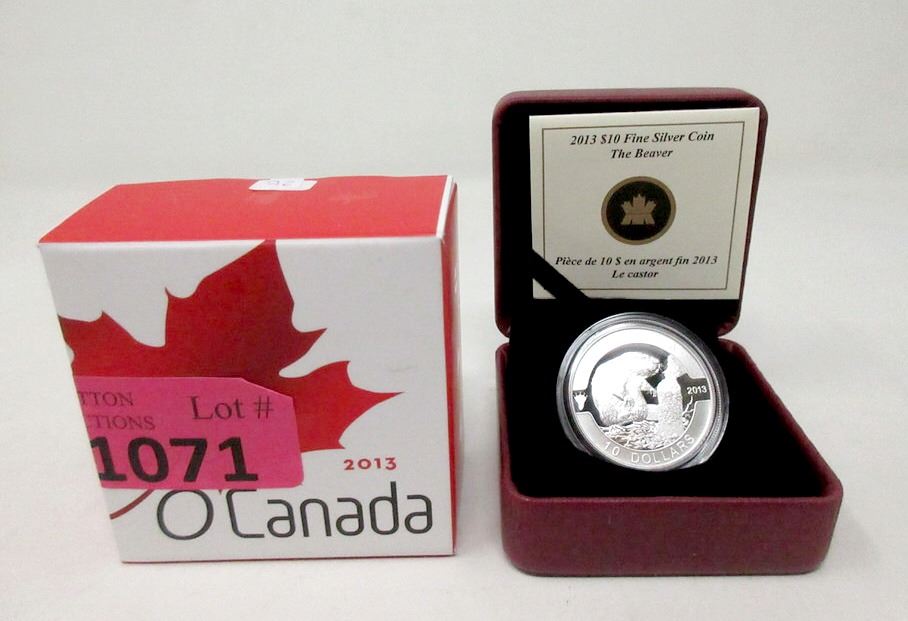 TTON
CTIONS
Lot #
1071
2013
O'Canada
2013 $10 Fine Silver Coin
The Beaver
Pièce de 10 $ en argent fin 2013
Le castor
2013
10 DOLLARS